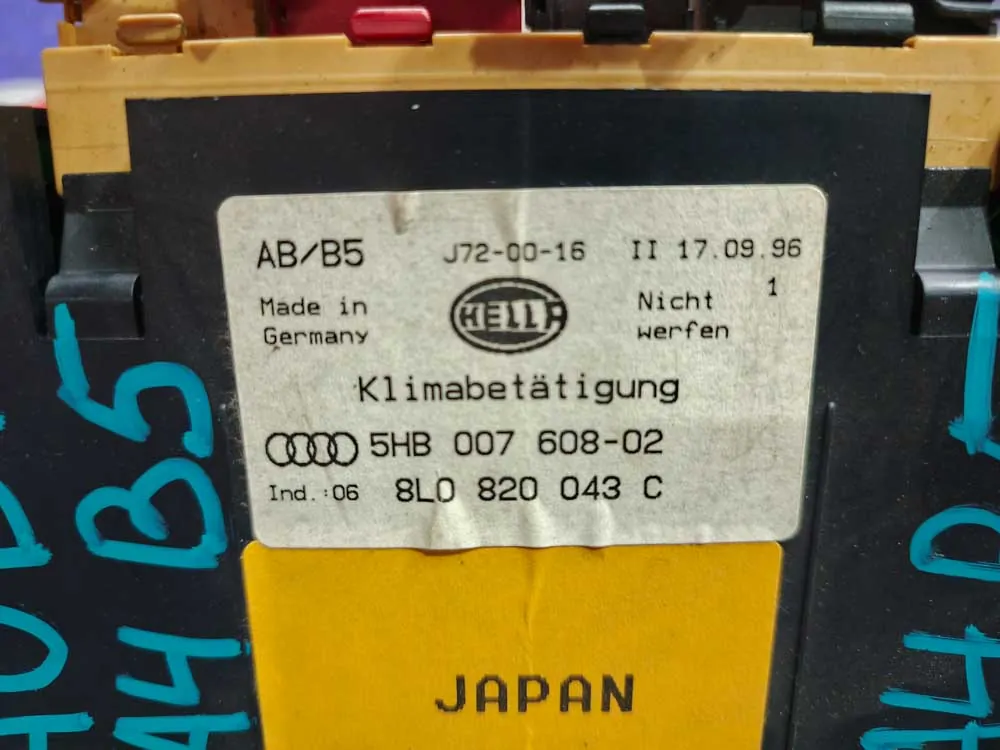 AB/B5 J72-00-16 II 17.09.96
1
Made in Germany
HELLA
Nicht werfen
Klimabetätigung
5HB 007 608-02
Ind.:06 8L0 820 043 C
JAPAN
A4 B5
A4